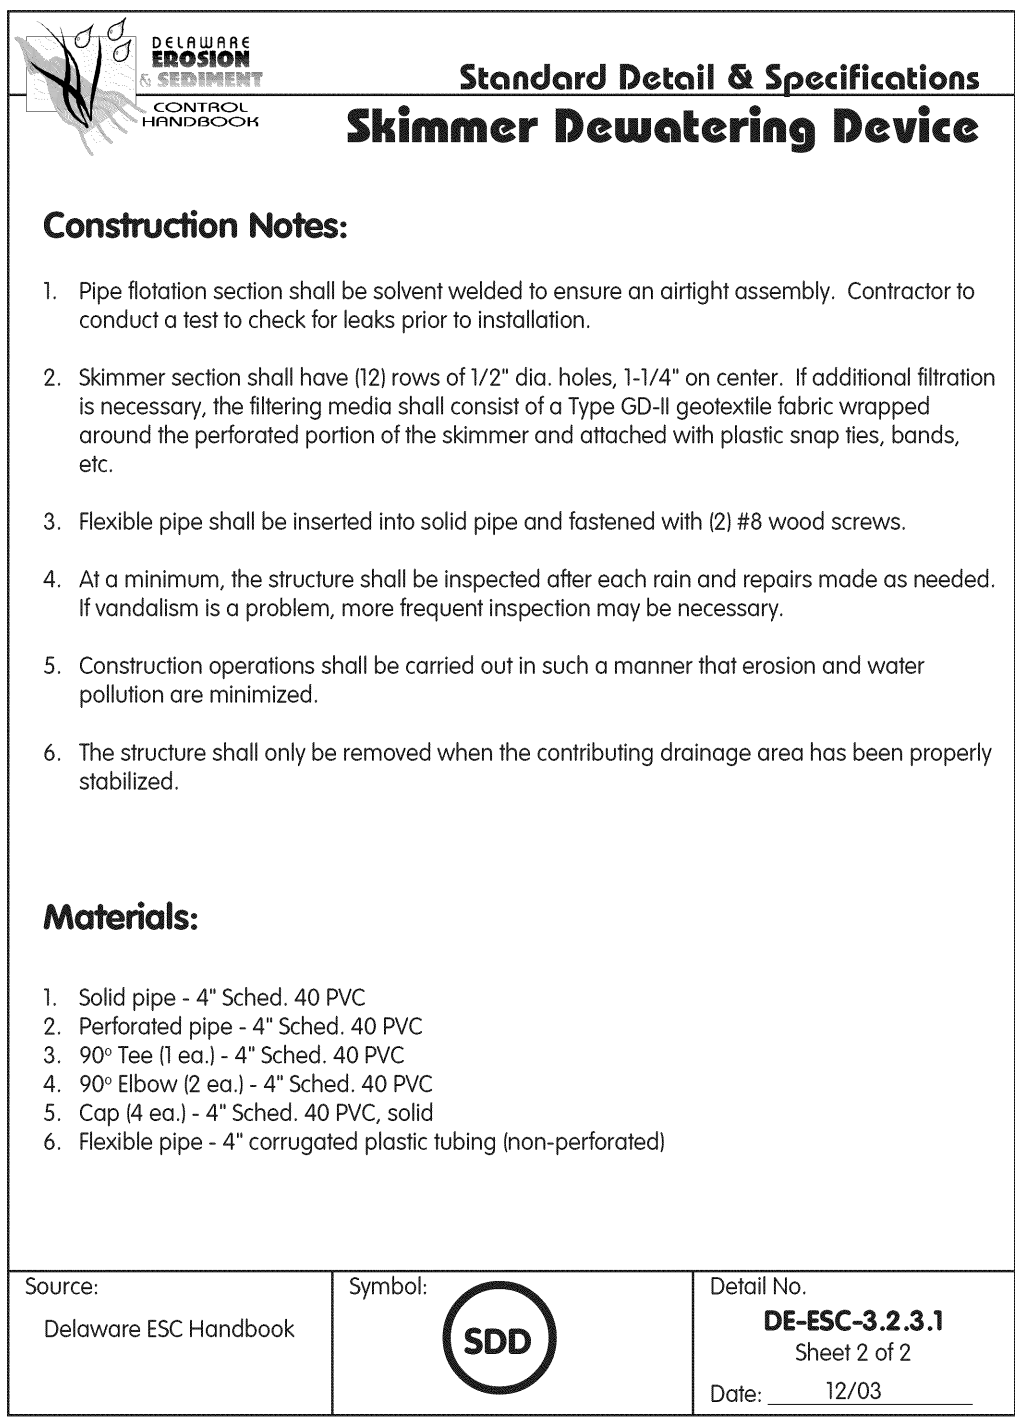 DELAWARE
EROSION
& SEDIMENT
CONTROL
HANDBOOK
Standard Detail & Specifications
Skimmer Dewatering Device
Construction Notes:
1. Pipe flotation section shall be solvent welded to ensure an airtight assembly. Contractor to
conduct a test to check for leaks prior to installation.
2. Skimmer section shall have (12) rows of 1/2" dia. holes, 1-1/4" on center. If additional filtration
is necessary, the filtering media shall consist of a Type GD-II geotextile fabric wrapped
around the perforated portion of the skimmer and attached with plastic snap ties, bands,
etc.
3. Flexible pipe shall be inserted into solid pipe and fastened with (2) #8 wood screws.
4. At a minimum, the structure shall be inspected after each rain and repairs made as needed.
If vandalism is a problem, more frequent inspection may be necessary.
5. Construction operations shall be carried out in such a manner that erosion and water
pollution are minimized.
6. The structure shall only be removed when the contributing drainage area has been properly
stabilized.
Materials:
1. Solid pipe - 4" Sched. 40 PVC
2. Perforated pipe - 4" Sched. 40 PVC
3. 90° Tee (1 ea.) - 4" Sched. 40 PVC
4. 90° Elbow (2 ea.) - 4" Sched. 40 PVC
5. Cap (4 ea.) - 4" Sched. 40 PVC, solid
6. Flexible pipe - 4" corrugated plastic tubing (non-perforated)
Source:
Delaware ESC Handbook
Symbol:
SDD
Detail No.
DE-ESC-3.2.3.1
Sheet 2 of 2
Date: 12/03